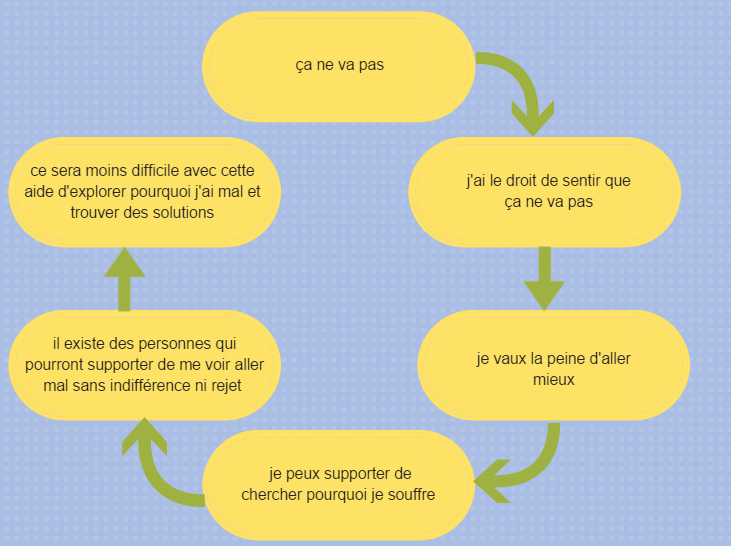 ça ne va pas
j'ai le droit de sentir que
ça ne va pas
je vaux la peine d'aller
mieux
je peux supporter de
chercher pourquoi je souffre
il existe des personnes qui
pourront supporter de me voir aller
mal sans indifférence ni rejet
ce sera moins difficile avec cette
aide d'explorer pourquoi j'ai mal et
trouver des solutions